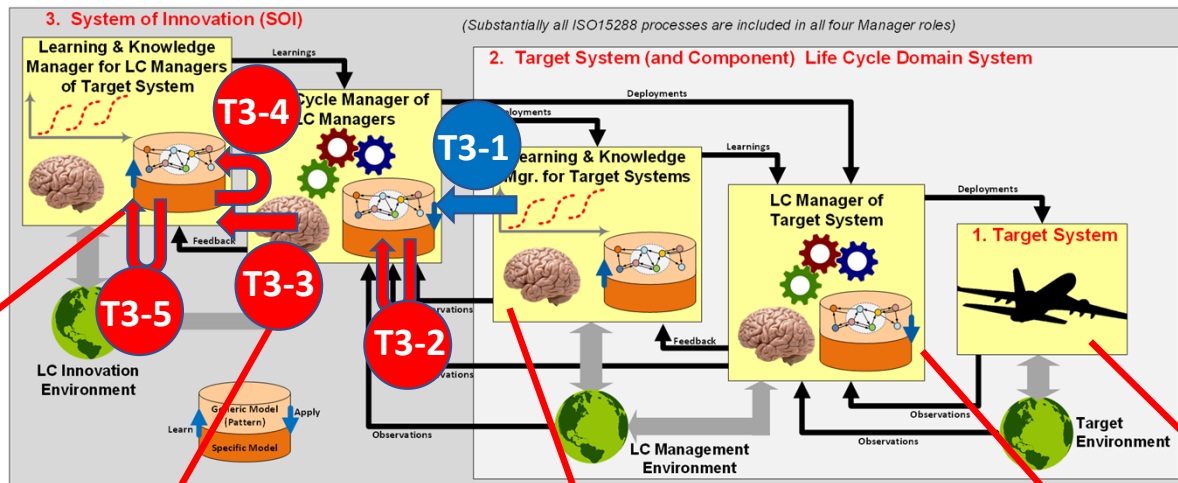 3. System of Innovation (SOI)
(Substantially all ISO15288 processes are included in all four Manager roles)
Learning & Knowledge
Manager for LC Managers
of Target System
Learnings
2. Target System (and Component) Life Cycle Domain System
T3-4
Cycle Manager of
LC Managers
Deployments
T3-1
Learning & Knowledge
Mgr. for Target Systems
Learnings
LC Manager of
Target System
Deployments
1. Target System
Feedback
T3-3
T3-5
T3-2
Feedback
LC Innovation
Environment
Observations
LC Management
Environment
Observations
Target
Environment
Generic Model
(Pattern)
Apply
Learn
Specific Model
Observations